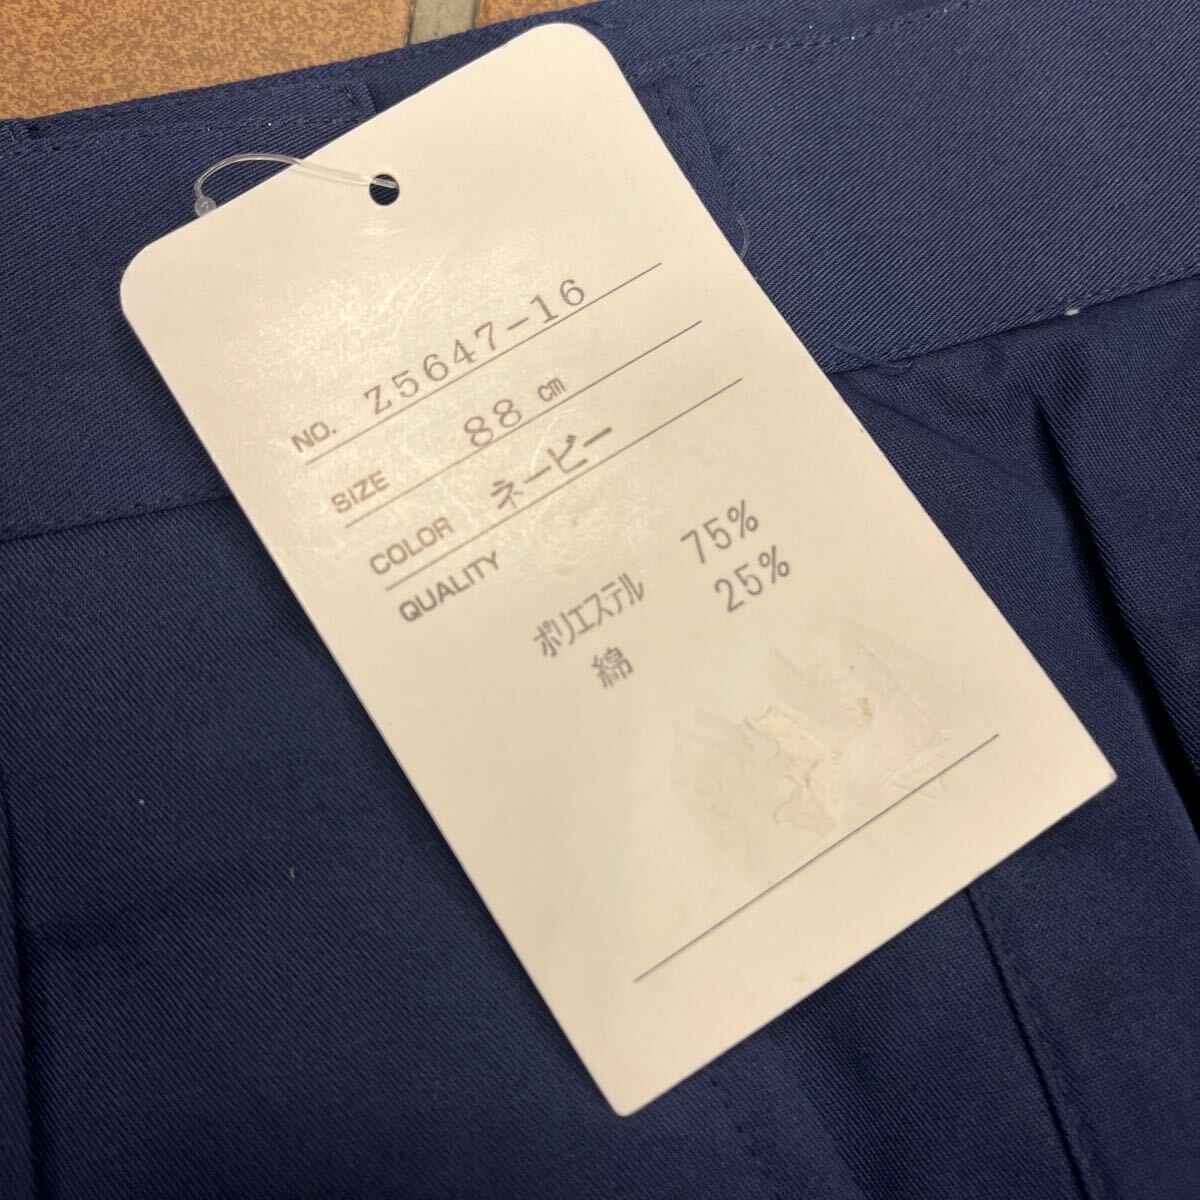 NO. Z5647-16
SIZE 88 cm
COLOR ネービー
QUALITY
ポリエステル 75%
綿 25%